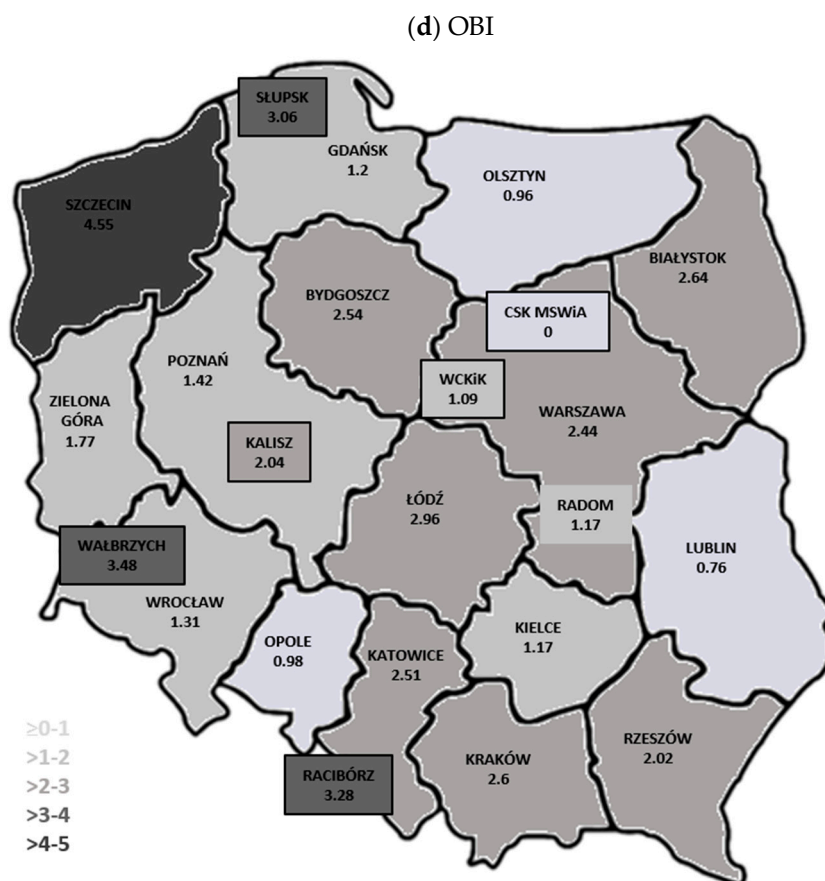 (d) OBI
SŁUPSK
3.06
GDAŃSK
1.2
OLSZTYN
0.96
SZCZECIN
4.55
BIAŁYSTOK
2.64
BYDGOSZCZ
2.54
CSK MSWiA
0
POZNAŃ
1.42
WCKiK
1.09
ZIELONA
GÓRA
1.77
WARSZAWA
2.44
KALISZ
2.04
ŁÓDŹ
2.96
RADOM
1.17
WAŁBRZYCH
3.48
LUBLIN
0.76
WROCŁAW
1.31
OPOLE
0.98
KIELCE
1.17
KATOWICE
2.51
RZESZÓW
2.02
KRAKÓW
2.6
RACIBÓRZ
3.28
≥0-1
>1-2
>2-3
>3-4
>4-5